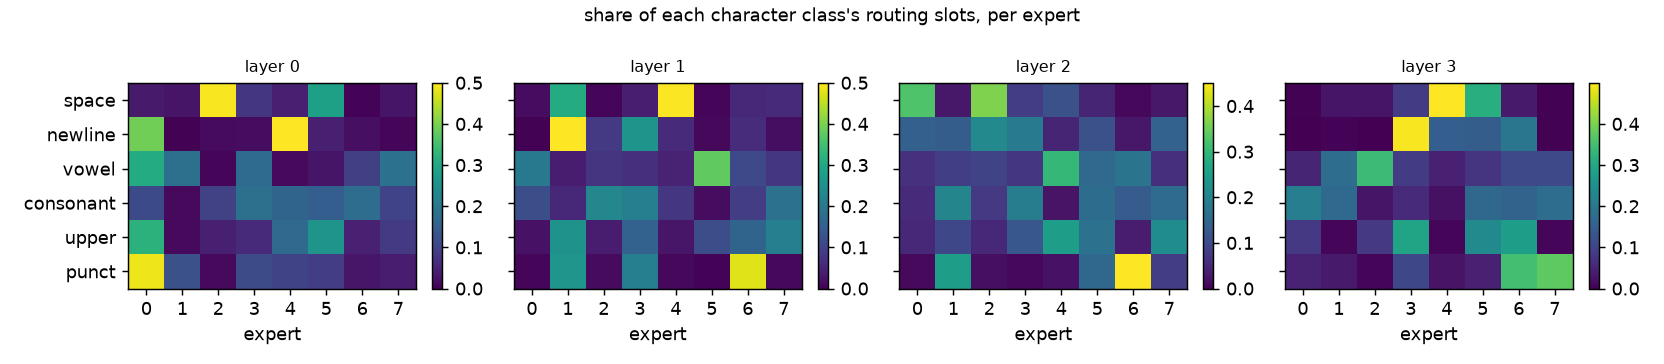 share of each character class's routing slots, per expert
layer 0
layer 1
layer 2
layer 3
space
newline
vowel
consonant
upper
punct
0.5
0.4
0.3
0.2
0.1
0.0
0.5
0.4
0.3
0.2
0.1
0.0
0.4
0.3
0.2
0.1
0.0
0.4
0.3
0.2
0.1
0.0
0 1 2 3 4 5 6 7
0 1 2 3 4 5 6 7
0 1 2 3 4 5 6 7
0 1 2 3 4 5 6 7
expert
expert
expert
expert